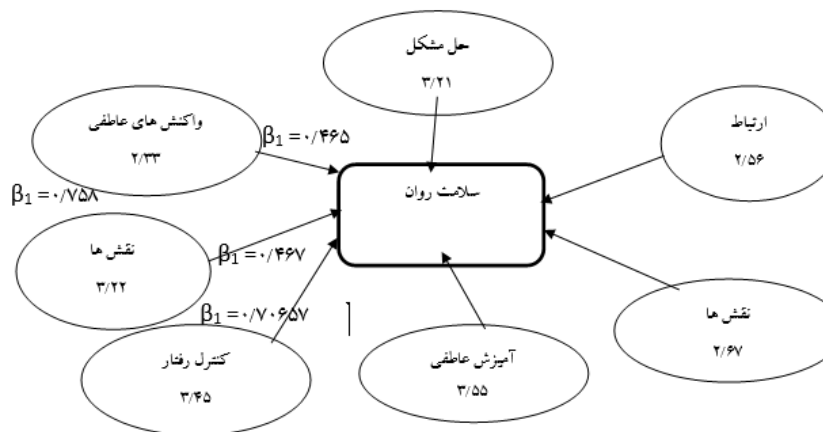 حل مشکل
۳/۲۱
واکنش های عاطفی
۲/۳۳
β₁ =۰/۴۶۵
ارتباط
۲/۵۶
سلامت روان
β₁ =۰/۷۵۸
نقش ها
۳/۲۲
β₁ =۰/۴۶۷
نقش ها
۲/۶۷
β₁ =۰/۷۰۶۵۷
کنترل رفتار
۳/۴۵
آمیزش عاطفی
۳/۵۵